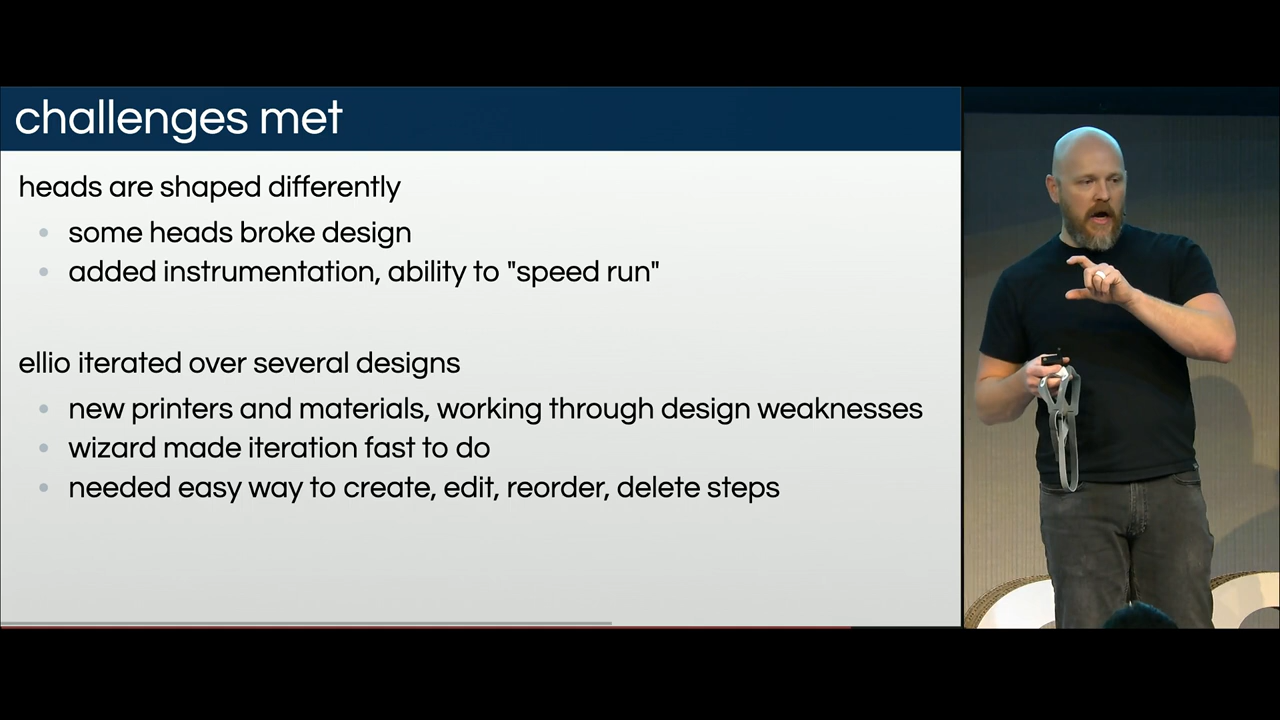 challenges met
heads are shaped differently
some heads broke design
added instrumentation, ability to "speed run"
ellio iterated over several designs
new printers and materials, working through design weaknesses
wizard made iteration fast to do
needed easy way to create, edit, reorder, delete steps